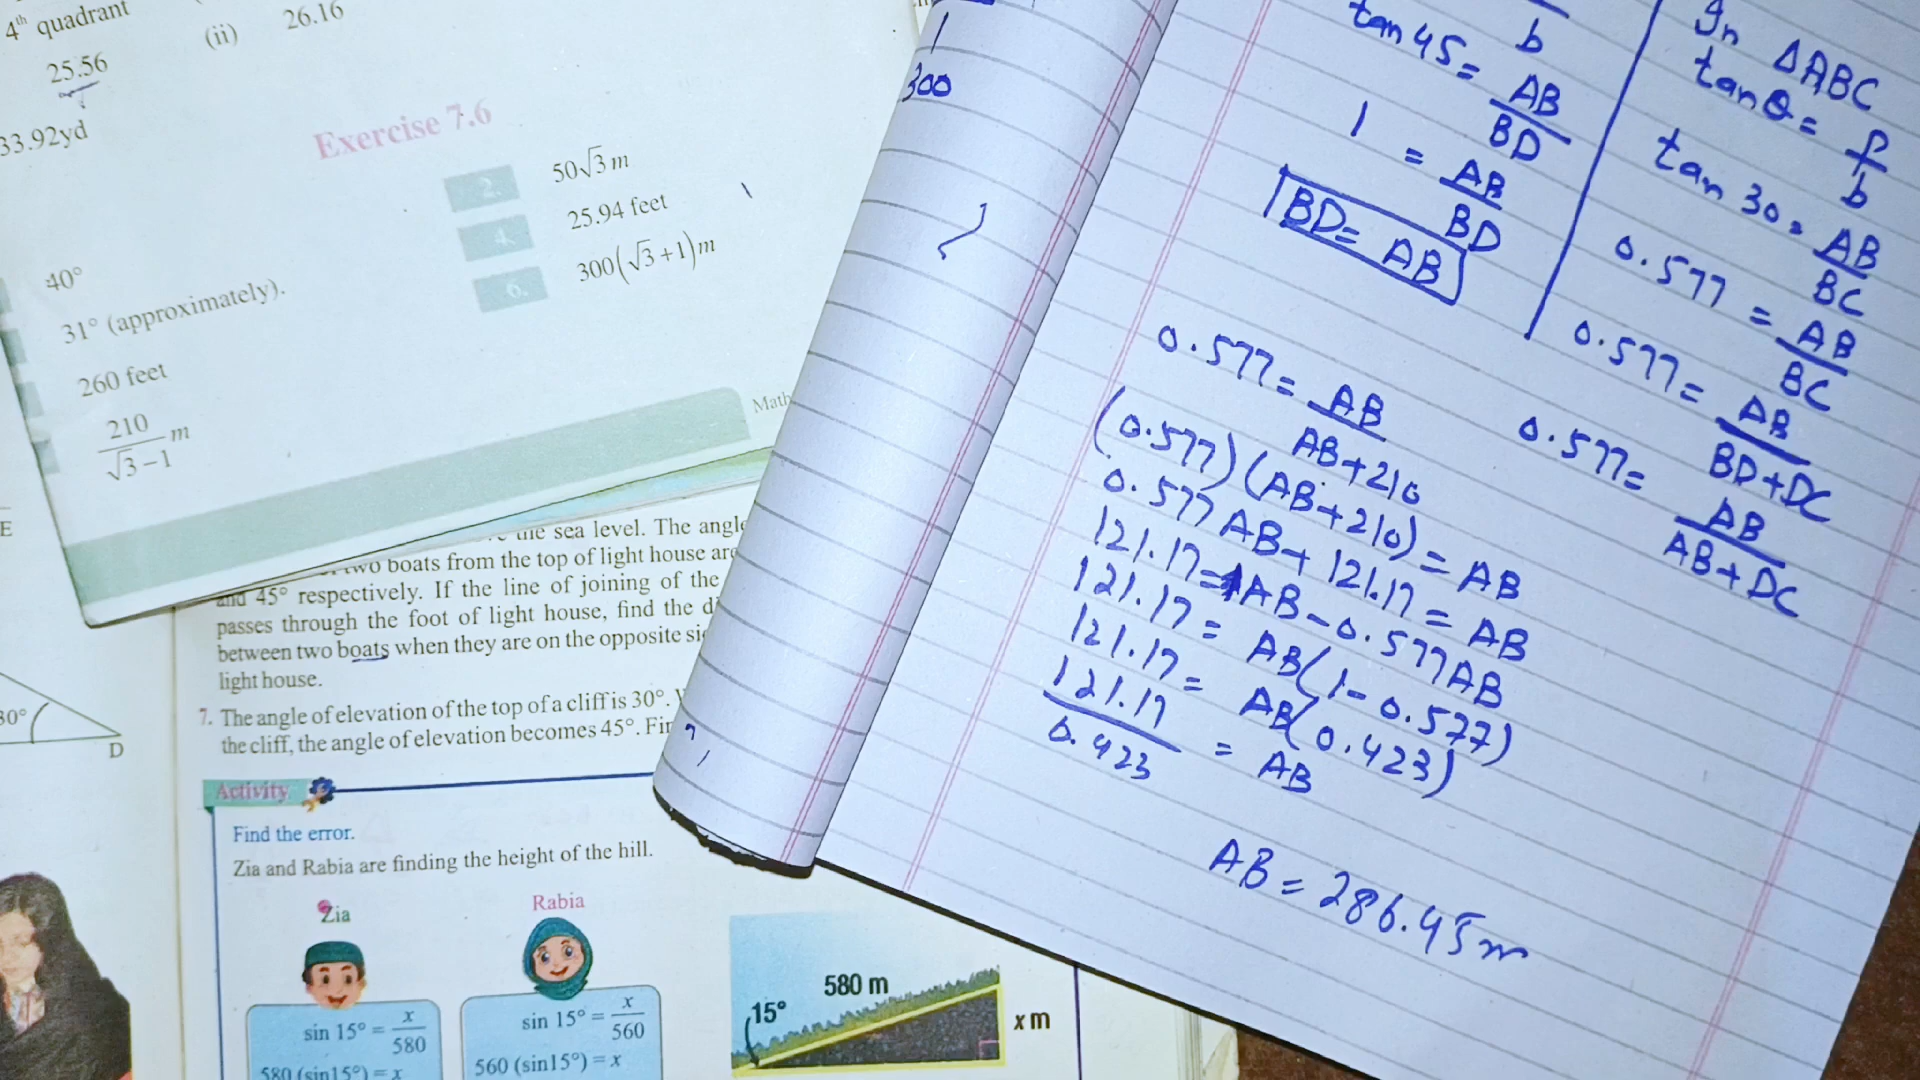 4th quadrant
25.56
(ii) 26.16
33.92yd
Exercise 7.6
40°
31° (approximately).
260 feet
210
√3-1
m
2. 50√3 m
4. 25.94 feet
6. 300(√3+1)m
Math
E
30°
D
the sea level. The angle
two boats from the top of light house are
and 45° respectively. If the line of joining of the
passes through the foot of light house, find the d
between two boats when they are on the opposite si
light house.
7. The angle of elevation of the top of a cliff is 30°.
the cliff, the angle of elevation becomes 45°. Fin
Activity
Find the error.
Zia and Rabia are finding the height of the hill.
Zia
sin 15° = x/580
580 (sin15°) = x
Rabia
sin 15° = x/560
560 (sin15°) = x
580 m
15°
x m
300
b
tan 45 = AB/BD
1 = AB/BD
BD = AB
In ΔABC
tanθ = p/b
tan 30 = AB/BC
0.577 = AB/BC
0.577 = AB/BD+DC
0.577 = AB/AB+DC
0.577 = AB/AB+210
(0.577)(AB+210) = AB
0.577AB+121.17 = AB
121.17=1AB-0.577AB
121.17 = AB(1-0.577)
121.17 = AB(0.423)
121.17/0.423 = AB
AB = 286.45m